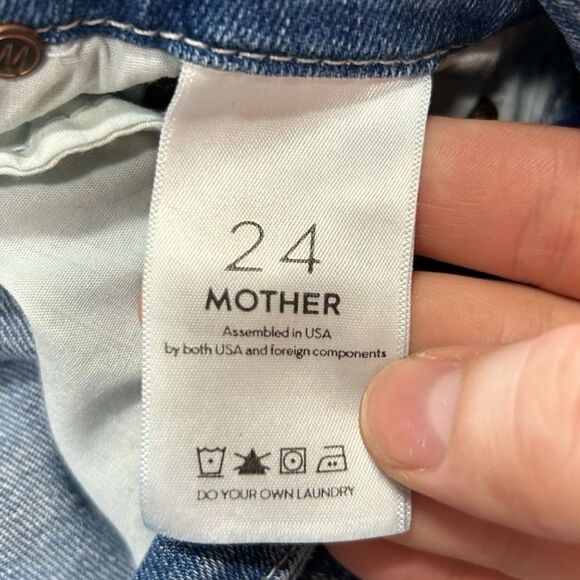 M
24
MOTHER
Assembled in USA
by both USA and foreign components
DO YOUR OWN LAUNDRY